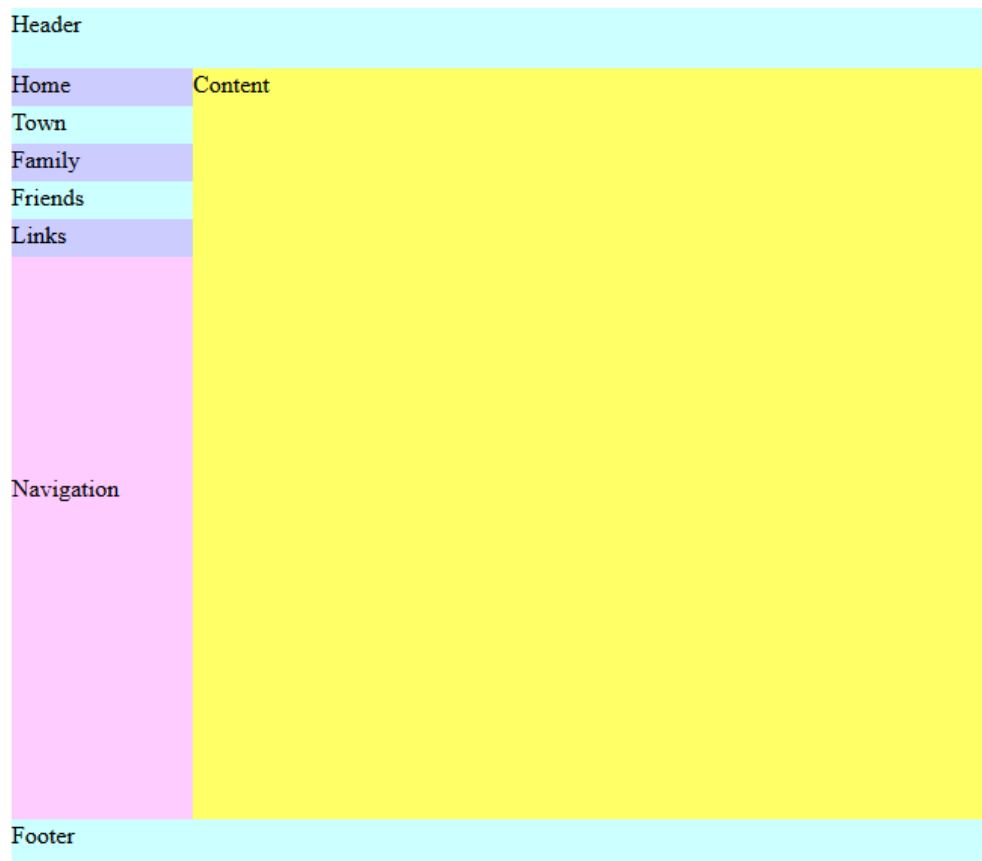 Header
Home
Content
Town
Family
Friends
Links
Navigation
Footer